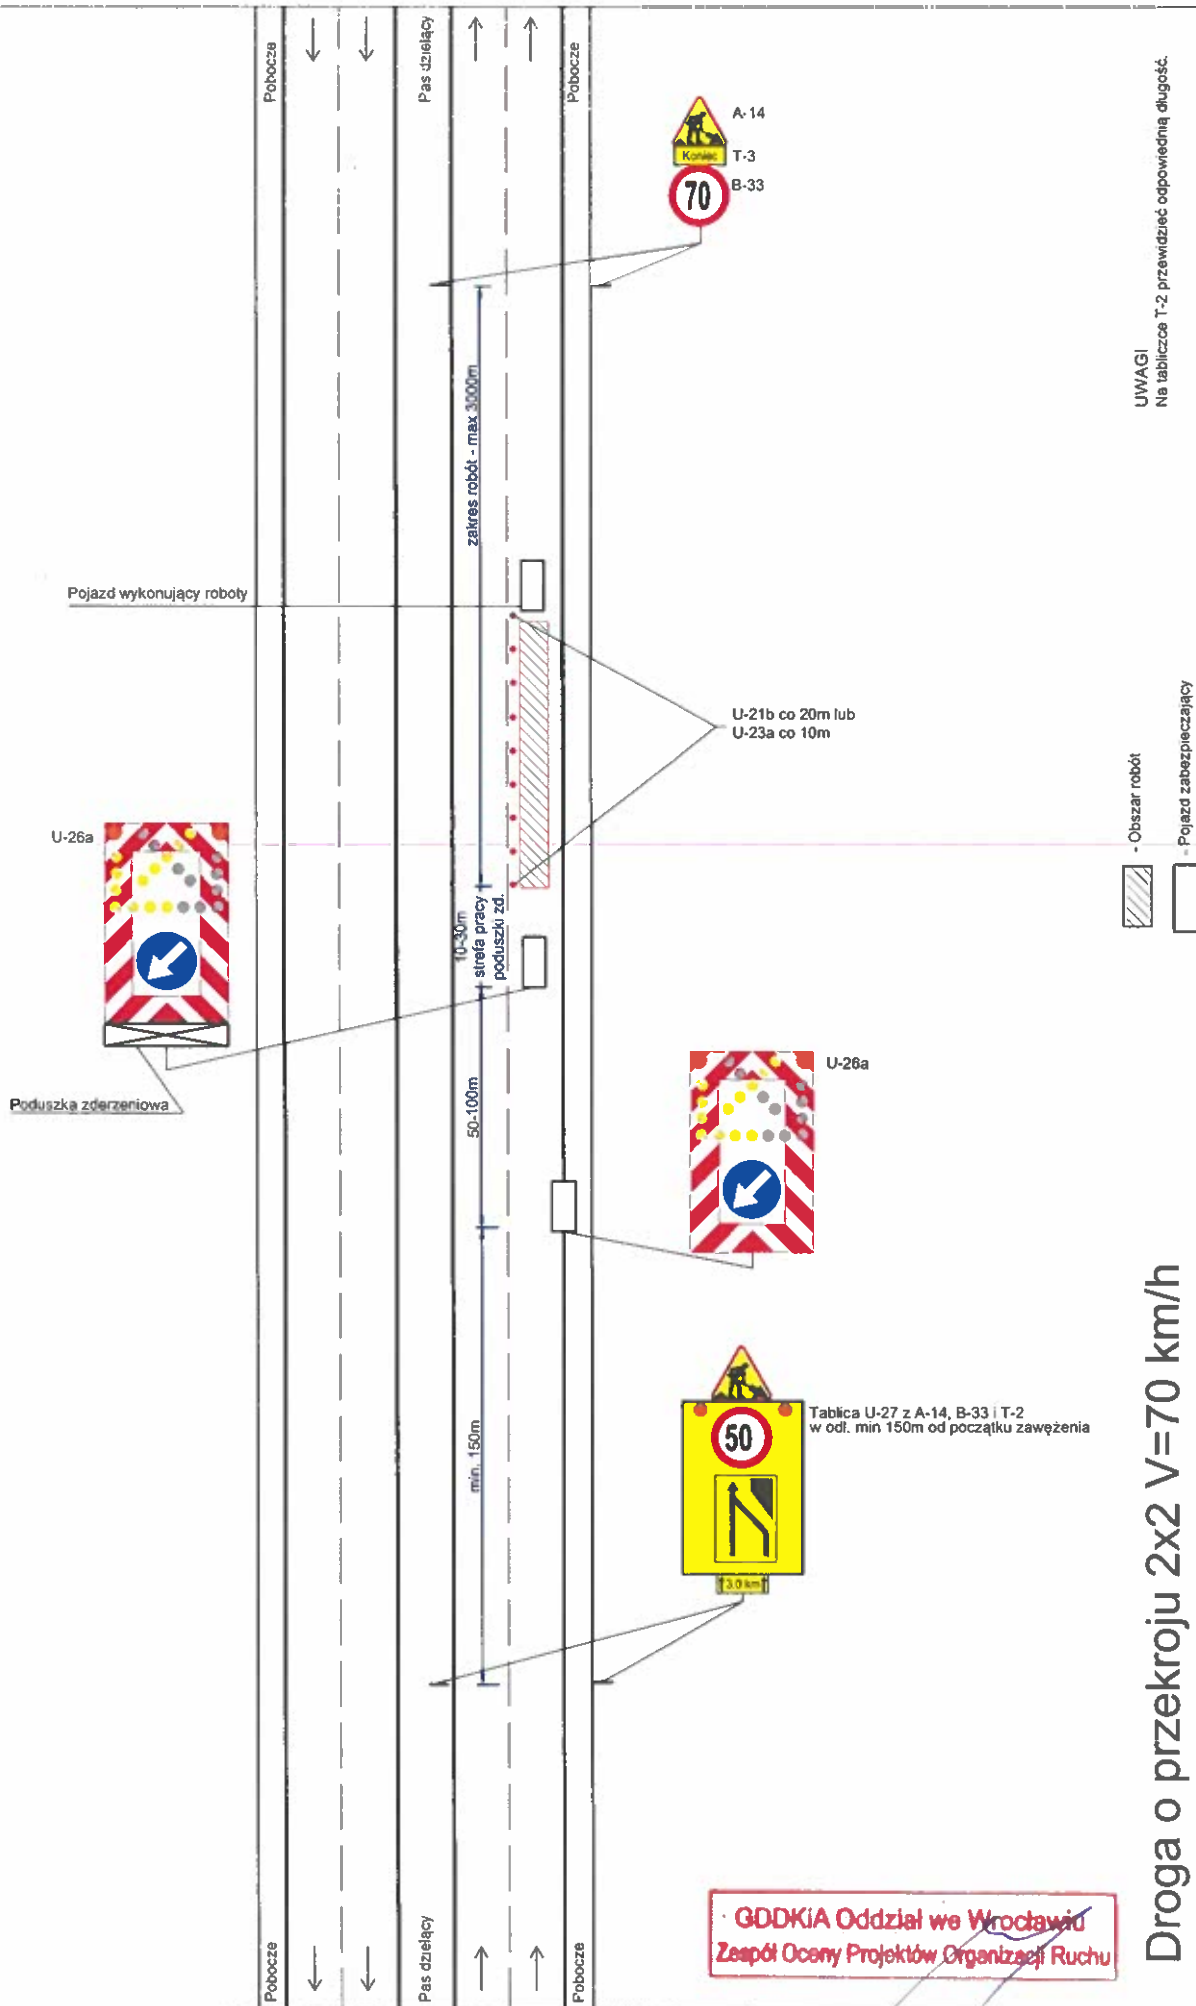 Pobocze
Pas dzielący
Pobocze
A-14
Koniec
T-3
70
B-33
zakres robót - max 3000m
Pojazd wykonujący roboty
U-21b co 20m lub
U-23a co 10m
U-26a
10-30m
strefa pracy
poduszki zd.
Poduszka zderzeniowa
50-100m
U-26a
min. 150m
50
Tablica U-27 z A-14, B-33 i T-2
w odl. min 150m od początku zawężenia
3.0 km
Pobocze
Pas dzielący
Pobocze
UWAGI
Na tabliczce T-2 przewidzieć odpowiednią długość.
- Obszar robót
- Pojazd zabezpieczający
Droga o przekroju 2x2 V=70 km/h
GDDKiA Oddział we Wrocławiu
Zespół Oceny Projektów Organizacji Ruchu